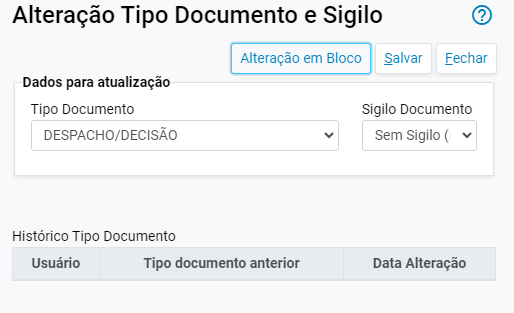 Alteração Tipo Documento e Sigilo
Alteração em Bloco Salvar Fechar
Dados para atualização
Tipo Documento Sigilo Documento
DESPACHO/DECISÃO Sem Sigilo (
Histórico Tipo Documento
Usuário Tipo documento anterior Data Alteração